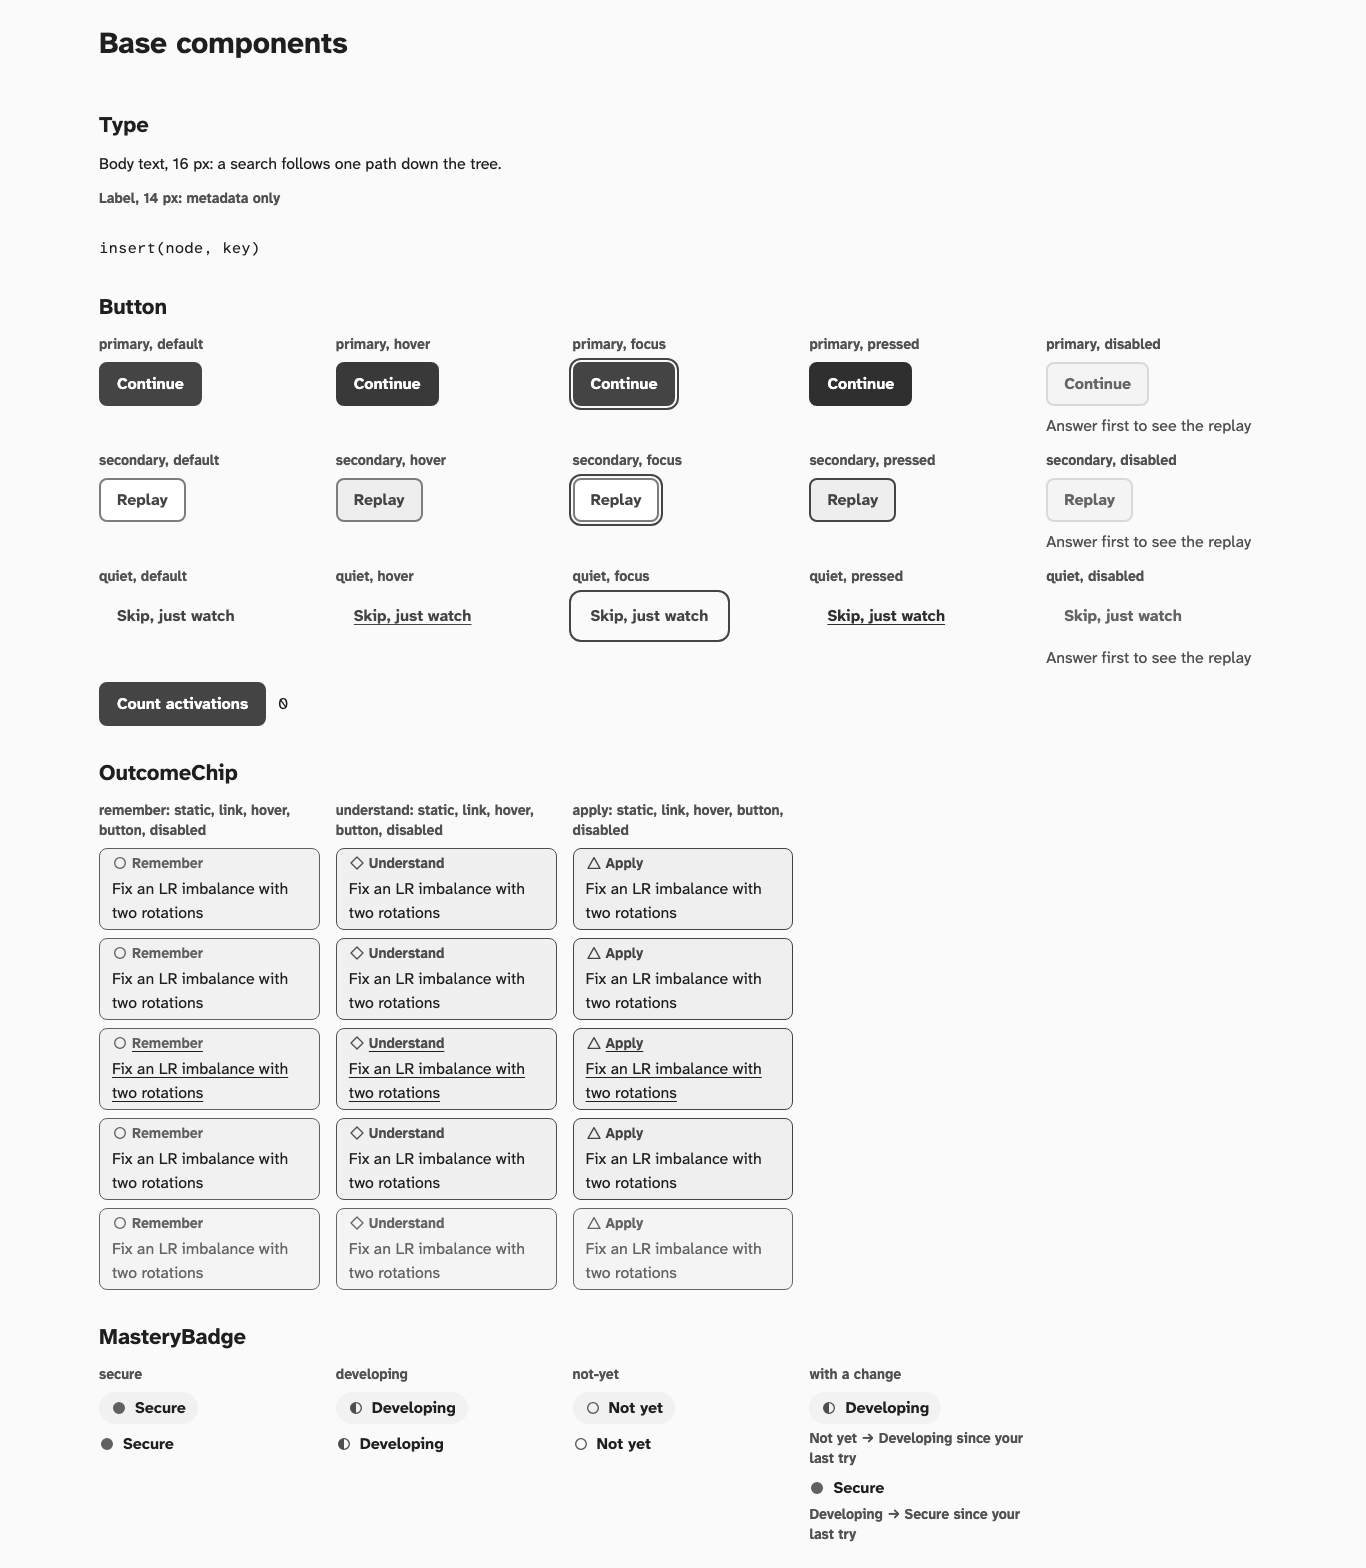 Base components
Type
Body text, 16 px: a search follows one path down the tree.
Label, 14 px: metadata only
insert(node, key)
Button
primary, default
primary, hover
primary, focus
primary, pressed
primary, disabled
Continue
Continue
Continue
Continue
Continue
Answer first to see the replay
secondary, default
secondary, hover
secondary, focus
secondary, pressed
secondary, disabled
Replay
Replay
Replay
Replay
Replay
Answer first to see the replay
quiet, default
quiet, hover
quiet, focus
quiet, pressed
quiet, disabled
Skip, just watch
Skip, just watch
Skip, just watch
Skip, just watch
Skip, just watch
Answer first to see the replay
Count activations
0
OutcomeChip
remember: static, link, hover,
button, disabled
understand: static, link, hover,
button, disabled
apply: static, link, hover, button,
disabled
Remember
Fix an LR imbalance with
two rotations
Understand
Fix an LR imbalance with
two rotations
Apply
Fix an LR imbalance with
two rotations
Remember
Fix an LR imbalance with
two rotations
Understand
Fix an LR imbalance with
two rotations
Apply
Fix an LR imbalance with
two rotations
Remember
Fix an LR imbalance with
two rotations
Understand
Fix an LR imbalance with
two rotations
Apply
Fix an LR imbalance with
two rotations
Remember
Fix an LR imbalance with
two rotations
Understand
Fix an LR imbalance with
two rotations
Apply
Fix an LR imbalance with
two rotations
Remember
Fix an LR imbalance with
two rotations
Understand
Fix an LR imbalance with
two rotations
Apply
Fix an LR imbalance with
two rotations
MasteryBadge
secure
Secure
Secure
developing
Developing
Developing
not-yet
Not yet
Not yet
with a change
Developing
Not yet → Developing since your
last try
Secure
Developing → Secure since your
last try